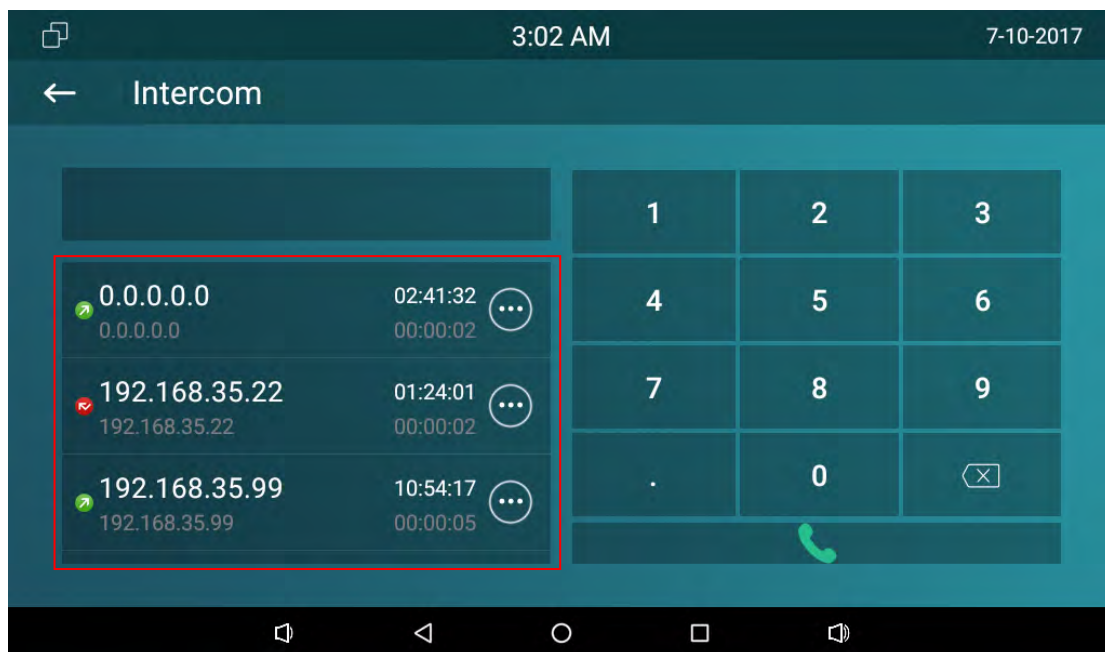 3:02 AM 7-10-2017
Intercom
0.0.0.0.0 02:41:32
0.0.0.0.0 00:00:02
192.168.35.22 01:24:01
192.168.35.22 00:00:02
192.168.35.99 10:54:17
192.168.35.99 00:00:05
1 2 3
4 5 6
7 8 9
. 0